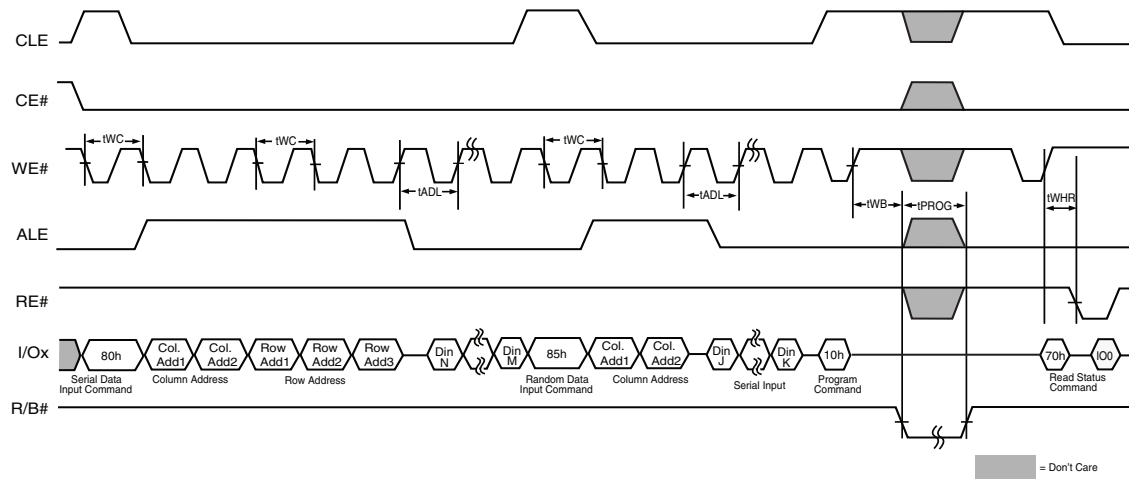 CLE
CE#
tWC
tWC
tWC
WE#
tADL
tADL
tWB
tPROG
tWHR
ALE
RE#
I/Ox
80h
Col. Add1
Col. Add2
Row Add1
Row Add2
Row Add3
Din N
Din M
85h
Col. Add1
Col. Add2
Din J
Din K
10h
70h
IO0
Serial Data Input Command
Column Address
Row Address
Random Data Input Command
Column Address
Serial Input
Program Command
Read Status Command
R/B#
= Don't Care